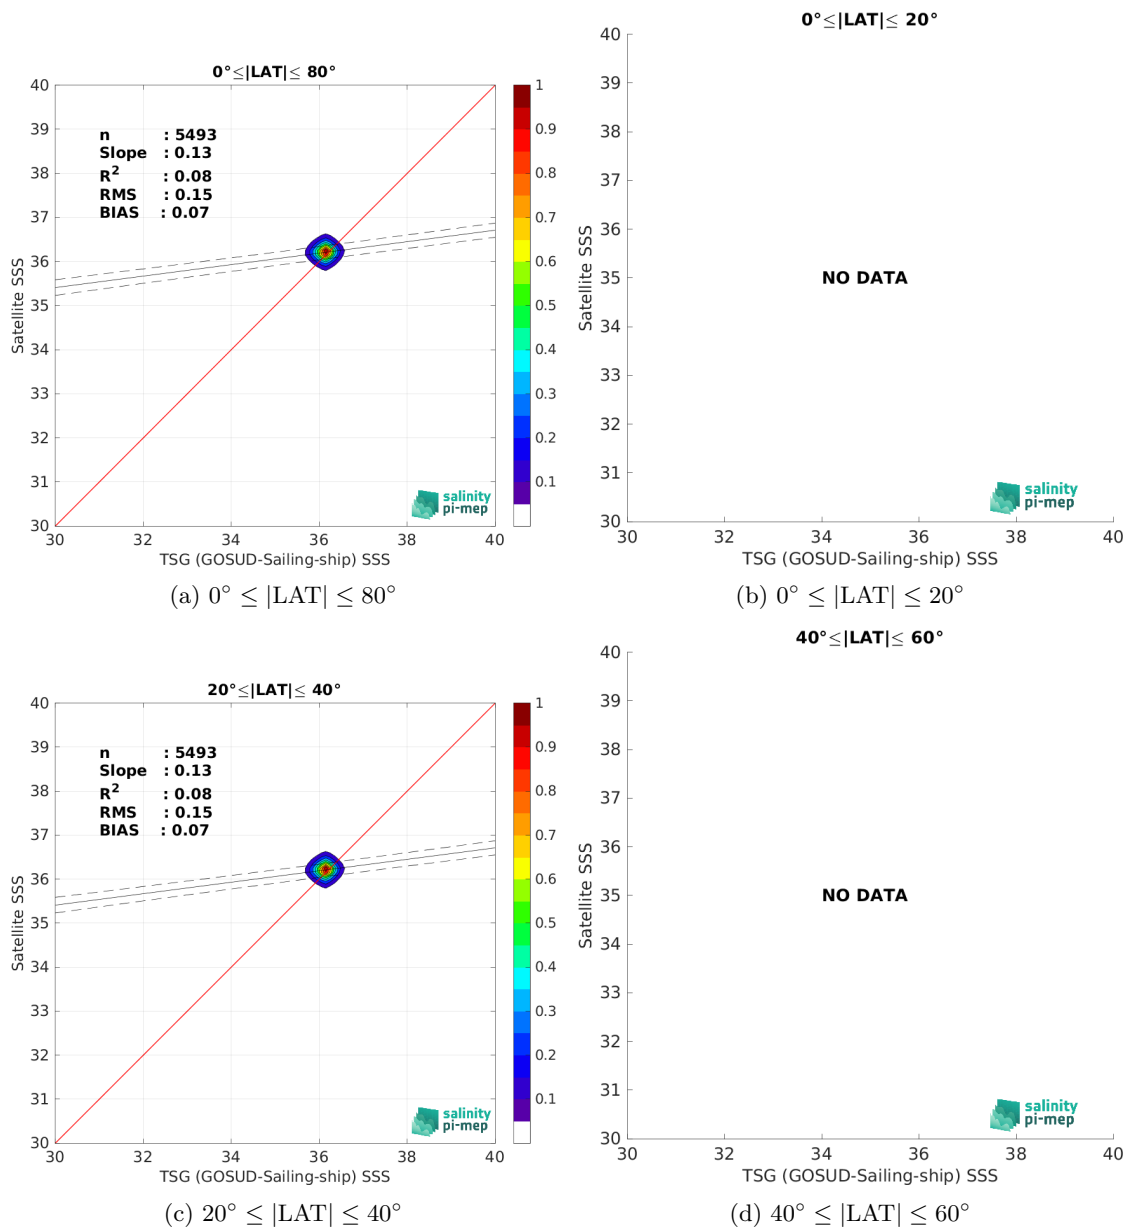 0°≤|LAT|≤ 80°
40
39
38
37
36
35
34
33
32
31
30
n : 5493
Slope : 0.13
R² : 0.08
RMS : 0.15
BIAS : 0.07
1
0.9
0.8
0.7
0.6
0.5
0.4
0.3
0.2
0.1
Satellite SSS
salinity
pi-mep
30 32 34 36 38 40
TSG (GOSUD-Sailing-ship) SSS
(a) 0° ≤ |LAT| ≤ 80°
0°≤|LAT|≤ 20°
40
39
38
37
36
35
34
33
32
31
30
Satellite SSS
NO DATA
salinity
pi-mep
30 32 34 36 38 40
TSG (GOSUD-Sailing-ship) SSS
(b) 0° ≤ |LAT| ≤ 20°
20°≤|LAT|≤ 40°
40
39
38
37
36
35
34
33
32
31
30
n : 5493
Slope : 0.13
R² : 0.08
RMS : 0.15
BIAS : 0.07
1
0.9
0.8
0.7
0.6
0.5
0.4
0.3
0.2
0.1
Satellite SSS
salinity
pi-mep
30 32 34 36 38 40
TSG (GOSUD-Sailing-ship) SSS
(c) 20° ≤ |LAT| ≤ 40°
40°≤|LAT|≤ 60°
40
39
38
37
36
35
34
33
32
31
30
Satellite SSS
NO DATA
salinity
pi-mep
30 32 34 36 38 40
TSG (GOSUD-Sailing-ship) SSS
(d) 40° ≤ |LAT| ≤ 60°